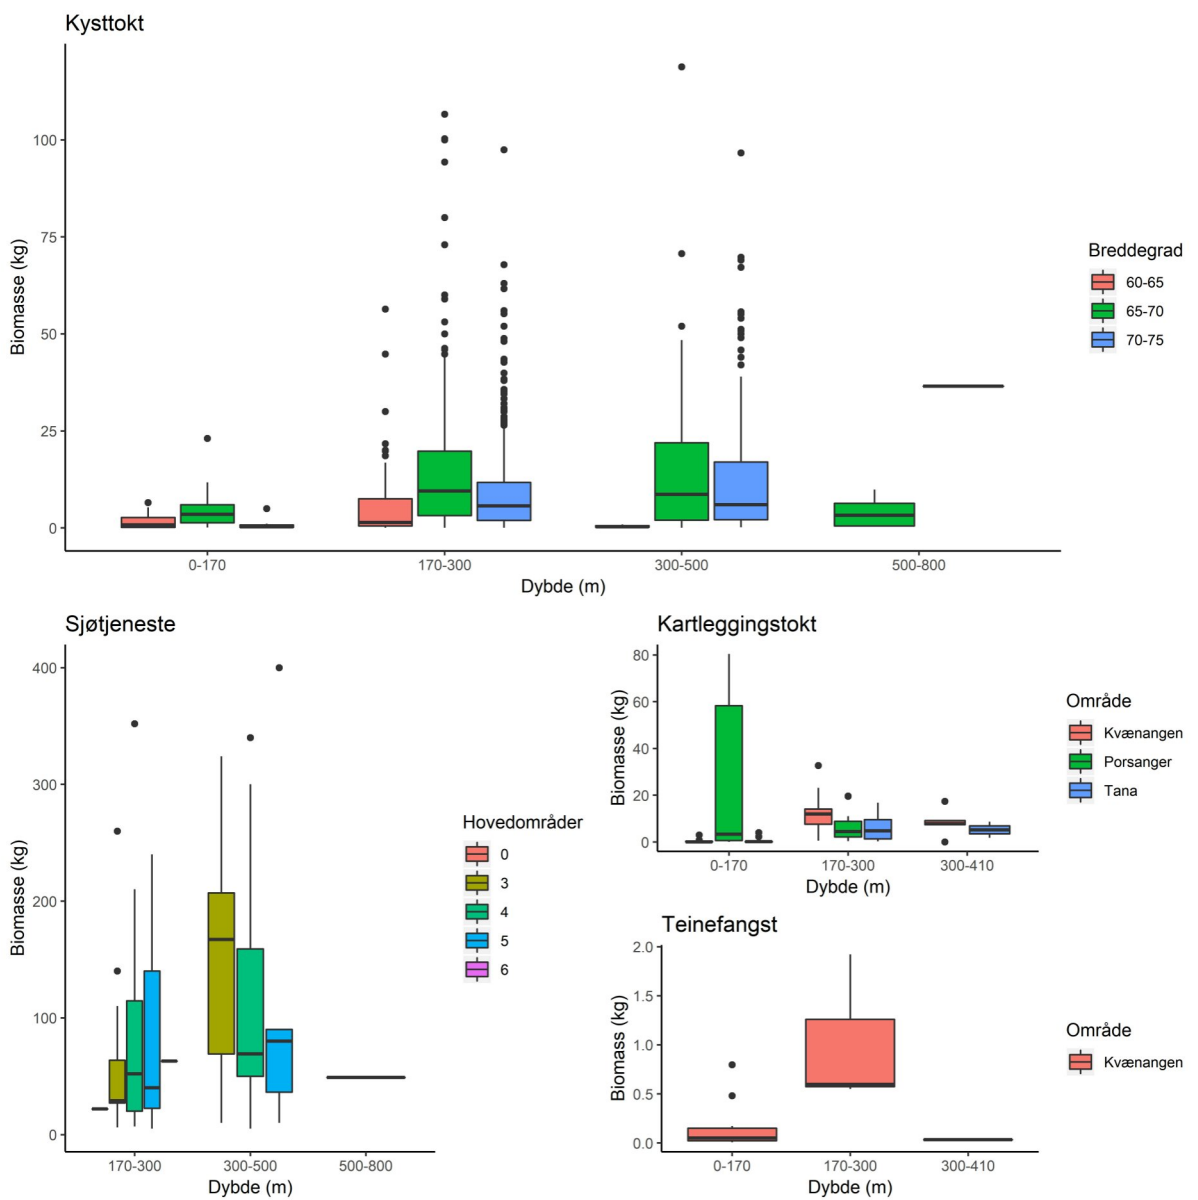 Kysttokt
Biomasse (kg)
100
75
50
25
0
0-170
170-300
300-500
500-800
Dybde (m)
Breddegrad
60-65
65-70
70-75
Sjøtjeneste
Biomasse (kg)
400
300
200
100
0
170-300
300-500
500-800
Dybde (m)
Hovedområder
0
3
4
5
6
Kartleggingstokt
Biomasse (kg)
80
60
40
20
0
0-170
170-300
300-410
Dybde (m)
Område
Kvænangen
Porsanger
Tana
Teinefangst
Biomass (kg)
2.0
1.5
1.0
0.5
0.0
0-170
170-300
300-410
Dybde (m)
Område
Kvænangen